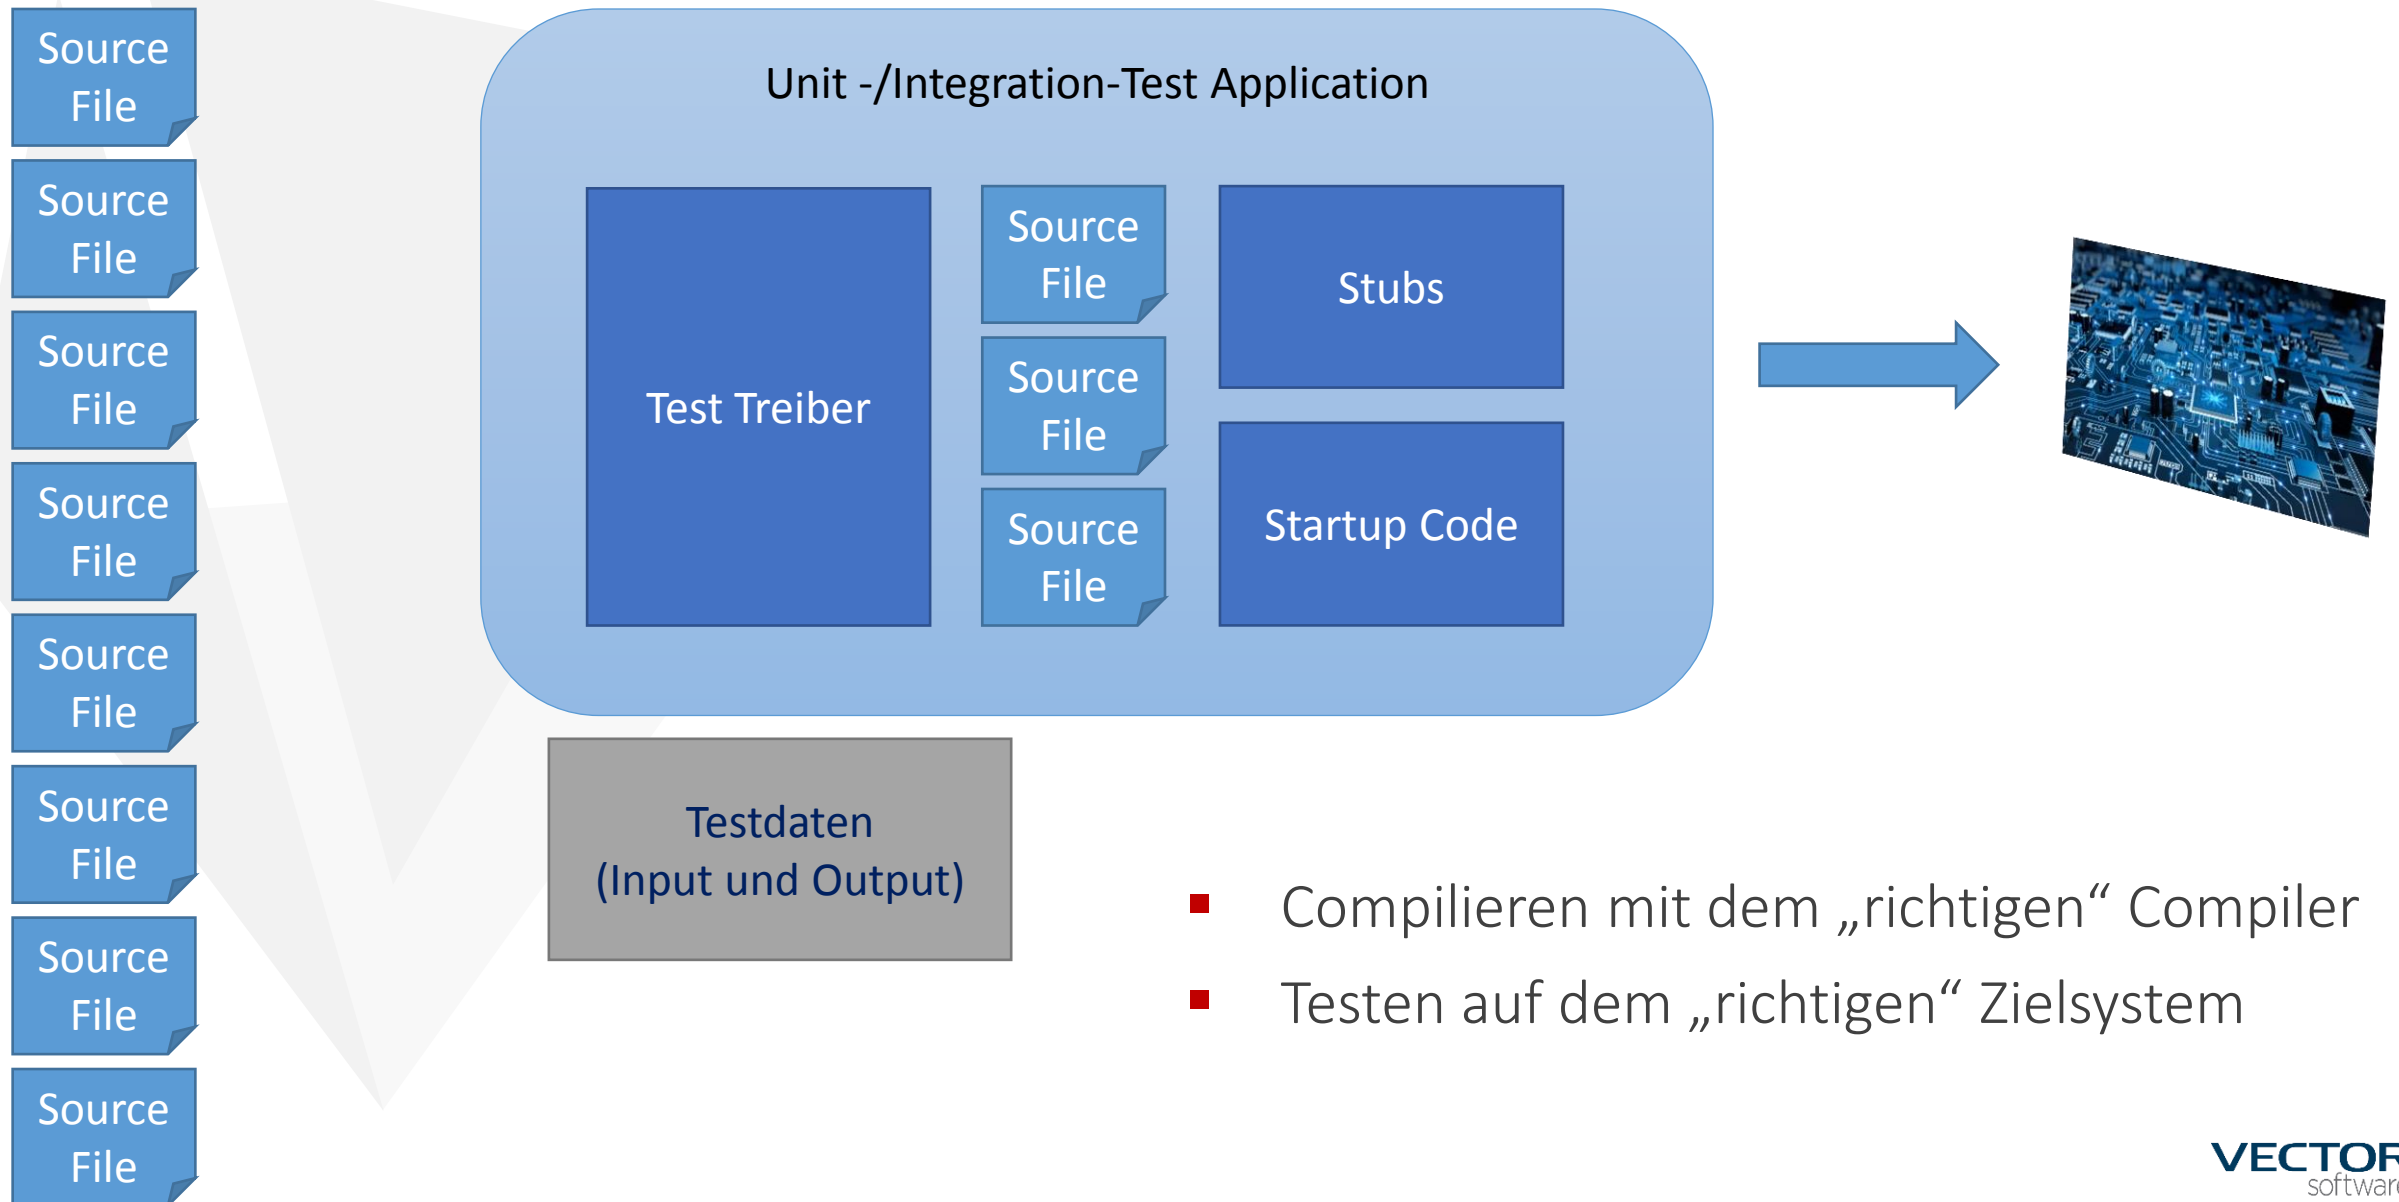 Source
File
Source
File
Source
File
Source
File
Source
File
Source
File
Source
File
Source
File
Unit -/Integration-Test Application
Test Treiber
Source
File
Source
File
Source
File
Stubs
Startup Code
Testdaten
(Input und Output)
▪ Compilieren mit dem „richtigen“ Compiler
▪ Testen auf dem „richtigen“ Zielsystem
VECTOR
software